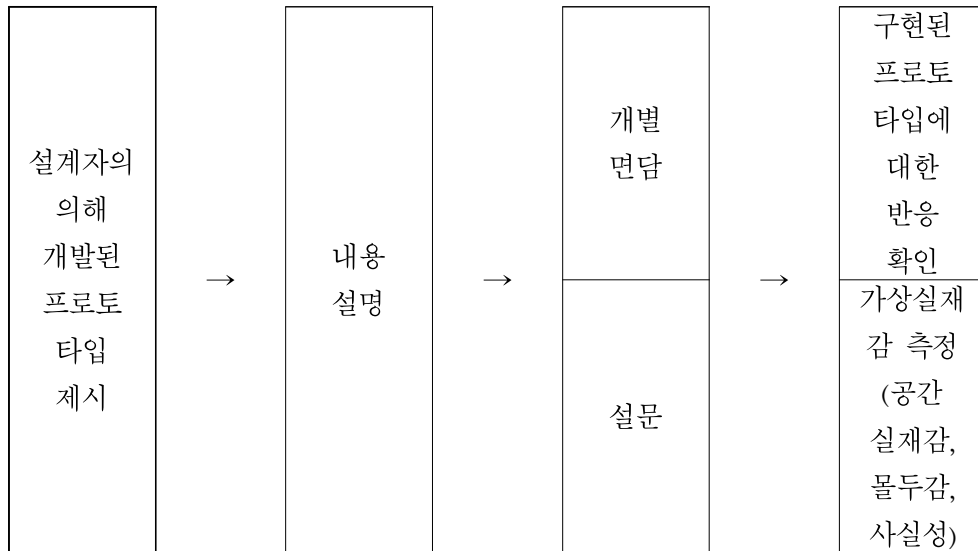 설계자의
의해
개발된
프로토
타입
제시
→
내용
설명
→
개별
면담
설문
→
구현된
프로토
타입에
대한
반응
확인
가상실재
감 측정
(공간
실재감,
몰두감,
사실성)